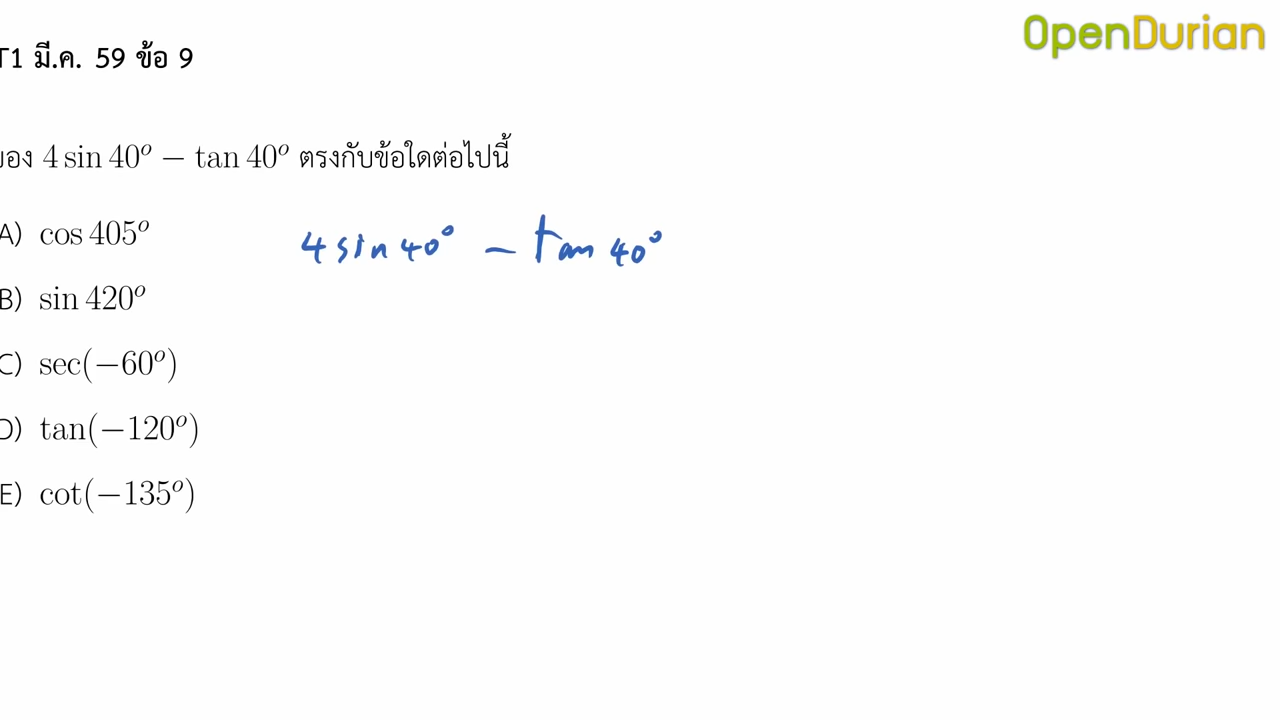 OpenDurian
T1 มี.ค. 59 ข้อ 9
ของ 4 sin 40° − tan 40° ตรงกับข้อใดต่อไปนี้
A) cos 405°
4 sin 40° − tan 40°
B) sin 420°
C) sec(−60°)
D) tan(−120°)
E) cot(−135°)